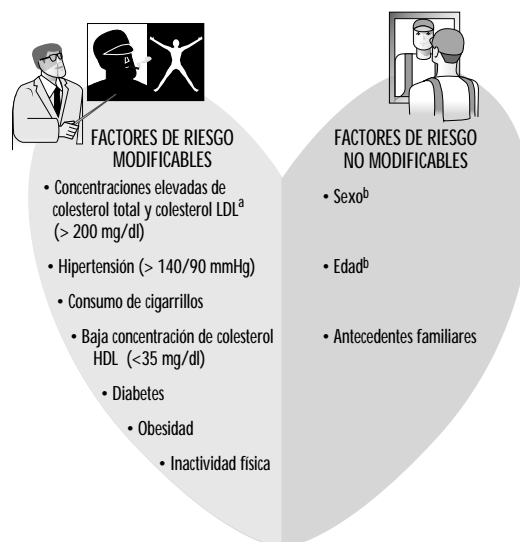 FACTORES DE RIESGO
MODIFICABLES
• Concentraciones elevadas de
colesterol total y colesterol LDLᵃ
(> 200 mg/dl)
• Hipertensión (> 140/90 mmHg)
• Consumo de cigarrillos
• Baja concentración de colesterol
HDL (<35 mg/dl)
• Diabetes
• Obesidad
• Inactividad física
FACTORES DE RIESGO
NO MODIFICABLES
• Sexoᵇ
• Edadᵇ
• Antecedentes familiares